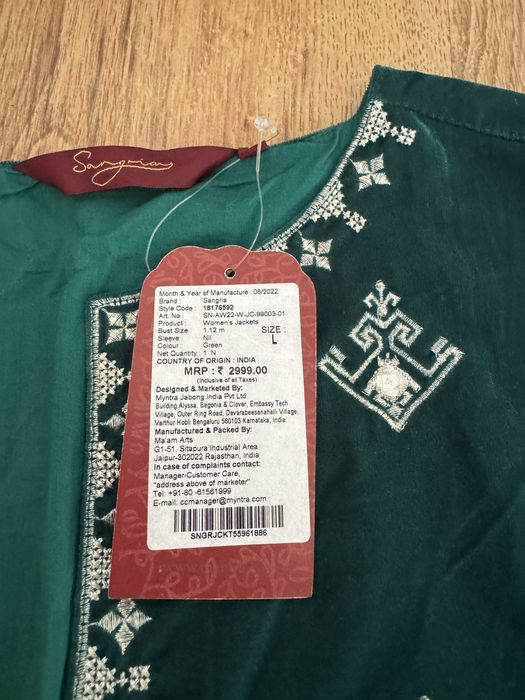 Sangria
Month & Year of Manufacture : 08/2022
Brand : Sangria
Style Code : 18176592
Art. No : SN-AW22-W-JC-99003-01
Product : Women's Jackets
Bust Size : 1.12 m SIZE :
Sleeve : Nil L
Colour : Green
Net Quantity : 1 N
COUNTRY OF ORIGIN : INDIA
MRP : ₹ 2999.00
(Inclusive of all Taxes)
Designed & Marketed By:
Myntra Jabong India Pvt Ltd
Building Alyssa, Begonia & Clover, Embassy Tech
Village, Outer Ring Road, Devarabeesanahalli Village,
Varthur Hobli Bengaluru 560103 Karnataka, India
Manufactured & Packed By:
Ma'am Arts
G1-51, Sitapura Industrial Area
Jaipur-302022 Rajasthan, India
In case of complaints contact:
Manager-Customer Care,
"address above of marketer"
Tel: +91-80 -61561999
E-mail: ccmanager@myntra.com
SNGRJCKT55961886